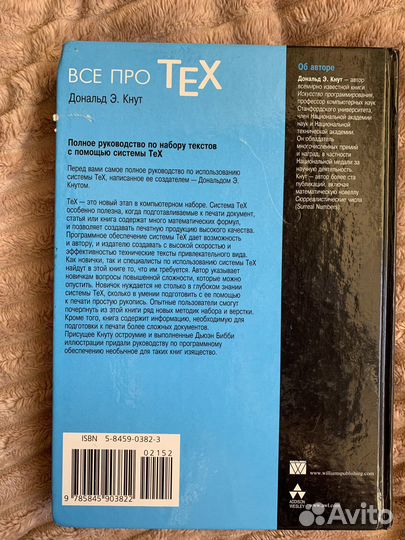 ВСЕ ПРО TEX
Дональд Э. Кнут
Полное руководство по набору текстов
с помощью системы TeX
Перед вами самое полное руководство по использованию
системы TeX, написанное ее создателем — Дональдом Э.
Кнутом.
TeX — это новый этап в компьютерном наборе. Система TeX
особенно полезна, когда подготавливаемые к печати документ,
статья или книга содержат много математических формул,
и позволяет создавать печатную продукцию высокого качества.
Программное обеспечение системы TeX дает возможность
и автору, и издателю создавать с высокой скоростью и
эффективностью технические тексты привлекательного вида.
Как новички, так и специалисты по использованию системы TeX
найдут в этой книге то, что им требуется. Автор указывает
новичкам вопросы повышенной сложности, которые можно
опустить. Новичок нуждается не столько в глубоком знании
системы TeX, сколько в умении подготовить с ее помощью
к печати простую рукопись. Опытные пользователи смогут
почерпнуть из этой книги ряд новых методик набора и верстки.
Кроме того, книга содержит информацию, необходимую для
подготовки к печати более сложных документов.
Присущее Кнуту остроумие и выполненные Дьюэн Бибби
иллюстрации придали руководству по программному
обеспечению необычное для таких книг изящество.
Об авторе
Дональд Э. Кнут — автор
всемирно известной книги
Искусство программирования,
профессор компьютерных наук
Станфордского университета,
член Национальной академии
наук и Национальной
технической академии.
Он обладатель
многочисленных премий
и наград, в частности
Национальной медали за
научную деятельность.
Кнут — автор более ста
публикаций, включая
математическую новеллу
Сюрреалистические числа
(Surreal Numbers).
ISBN 5-8459-0382-3
02152
9 785845 903822
www.williamspublishing.com
ADDISON
WESLEY
www.awl.com
Avito